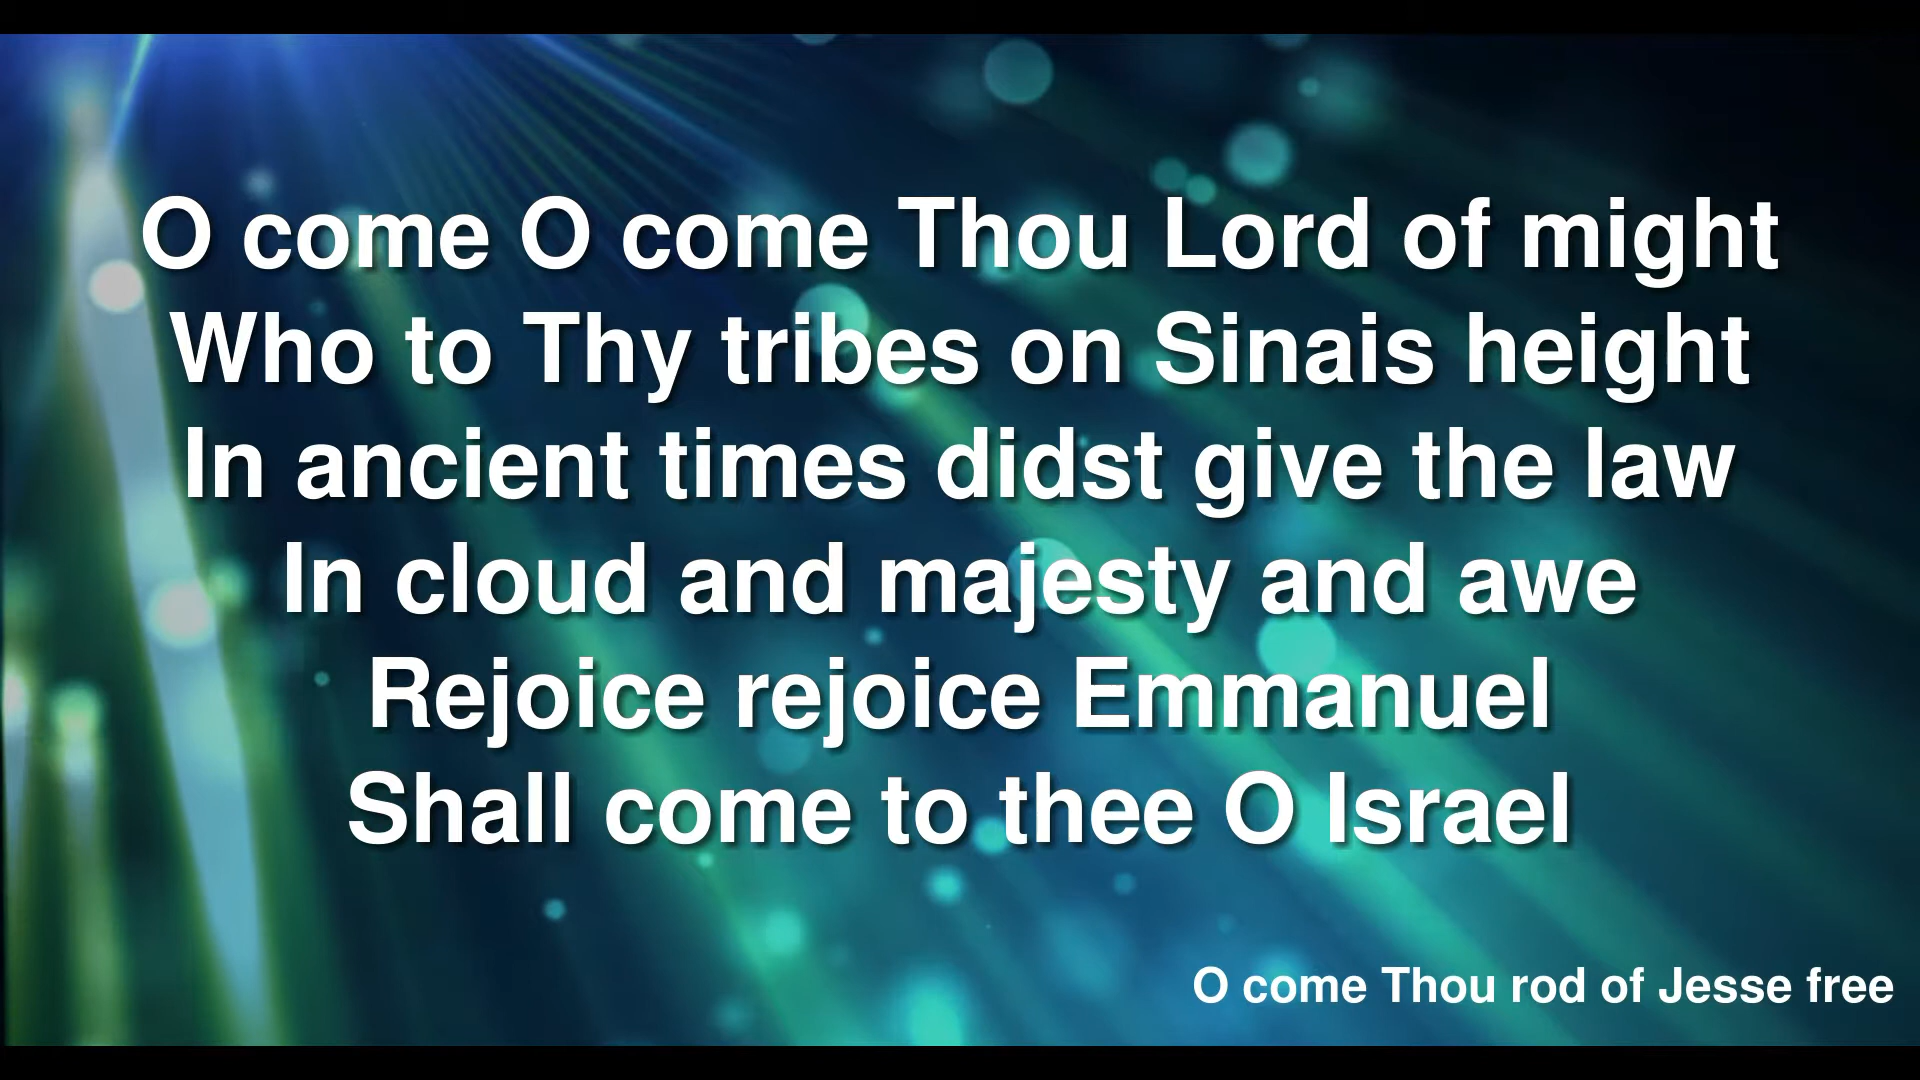 O come O come Thou Lord of might
Who to Thy tribes on Sinais height
In ancient times didst give the law
In cloud and majesty and awe
Rejoice rejoice Emmanuel
Shall come to thee O Israel
O come Thou rod of Jesse free